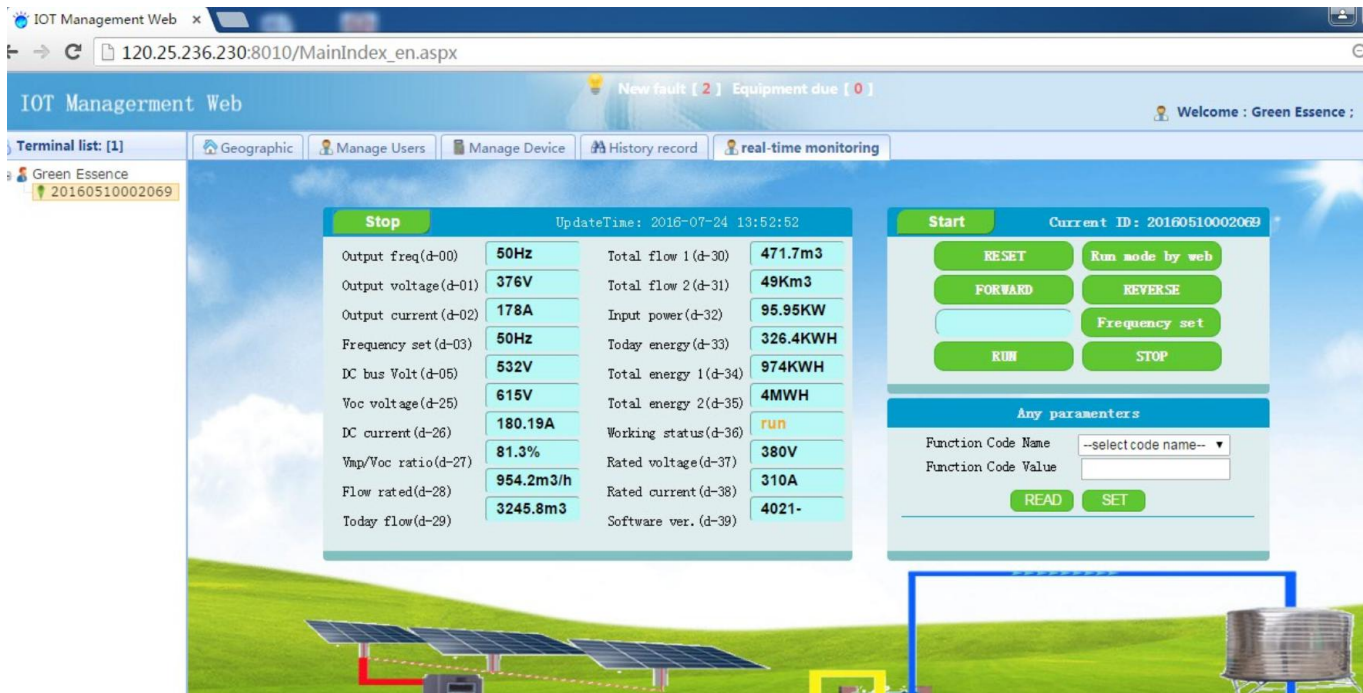 IOT Management Web
120.25.236.230:8010/MainIndex_en.aspx
IOT Managerment Web
New fault [ 2 ] Equipment due [ 0 ]
Welcome : Green Essence ;
Terminal list: [1]
Geographic
Manage Users
Manage Device
History record
real-time monitoring
Green Essence
20160510002069
Stop
UpdateTime: 2016-07-24 13:52:52
Output freq(d-00) 50Hz
Output voltage(d-01) 376V
Output current(d-02) 178A
Frequency set(d-03) 50Hz
DC bus Volt(d-05) 532V
Voc voltage(d-25) 615V
DC current(d-26) 180.19A
Vmp/Voc ratio(d-27) 81.3%
Flow rated(d-28) 954.2m3/h
Today flow(d-29) 3245.8m3
Total flow 1(d-30) 471.7m3
Total flow 2(d-31) 49Km3
Input power(d-32) 95.95KW
Today energy(d-33) 326.4KWH
Total energy 1(d-34) 974KWH
Total energy 2(d-35) 4MWH
Working status(d-36) run
Rated voltage(d-37) 380V
Rated current(d-38) 310A
Software ver.(d-39) 4021-
Start
Current ID: 20160510002069
RESET
Run mode by web
FORWARD
REVERSE
Frequency set
RUN
STOP
Any paramenters
Function Code Name --select code name--
Function Code Value
READ
SET